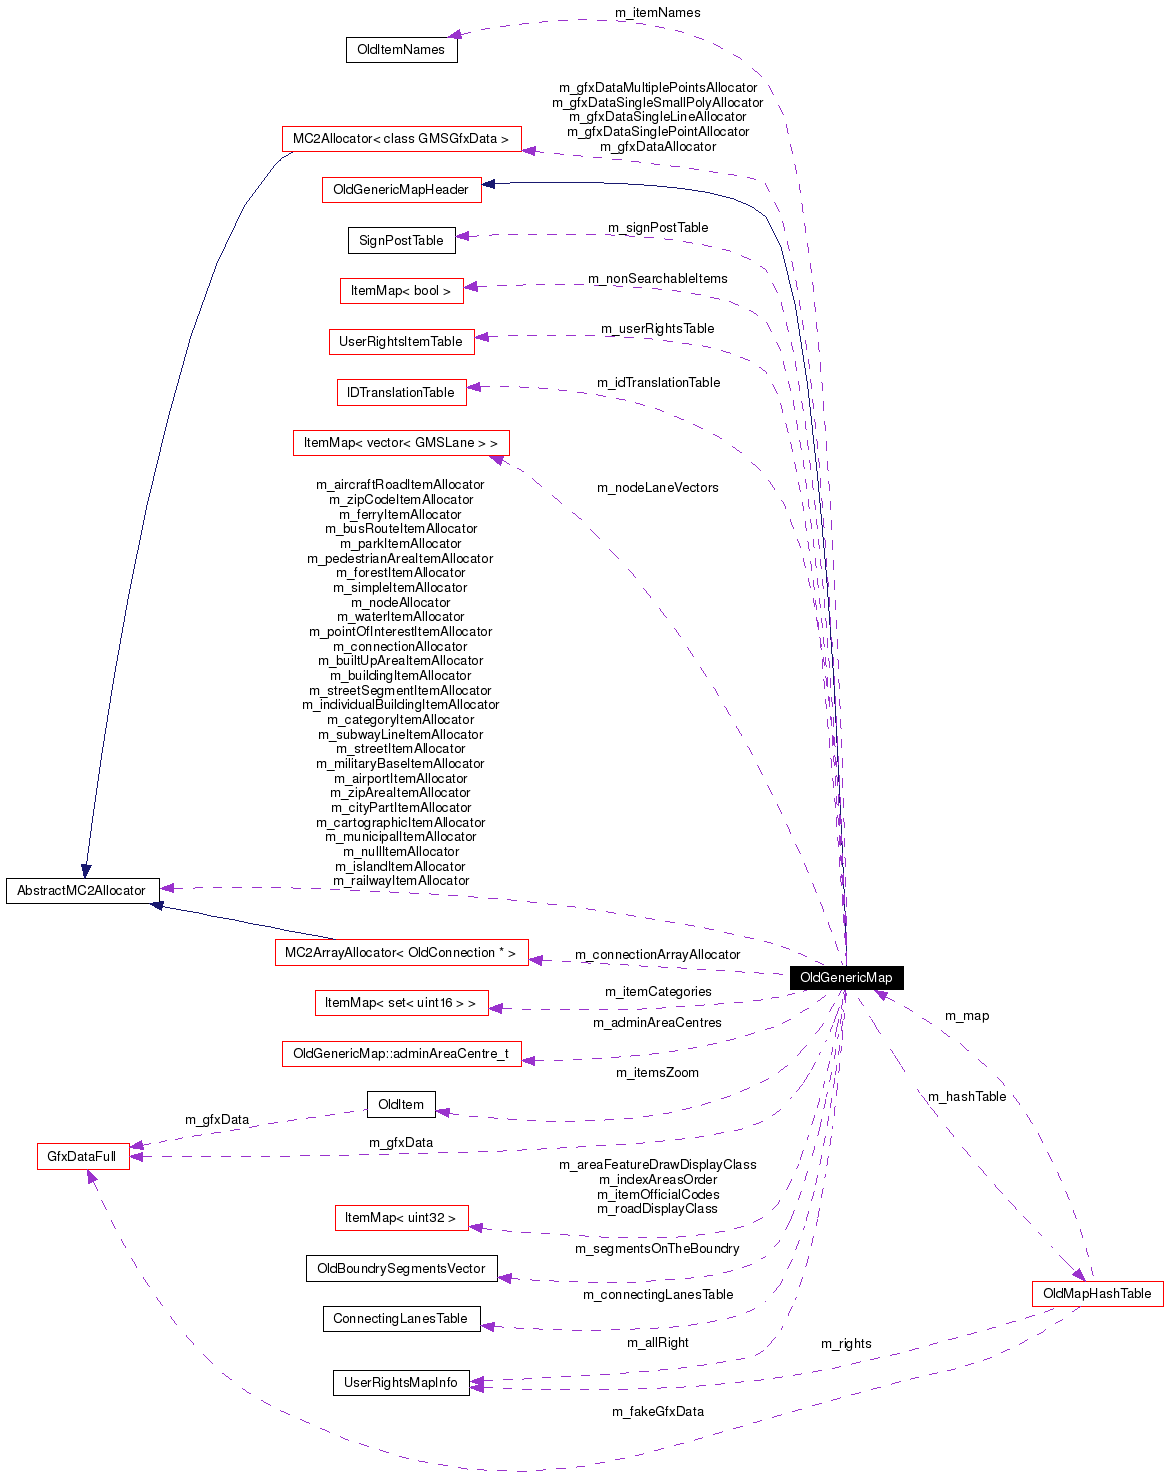 m_itemNames
OldItemNames
m_gfxDataMultiplePointsAllocator
m_gfxDataSingleSmallPolyAllocator
m_gfxDataSingleLineAllocator
m_gfxDataSinglePointAllocator
m_gfxDataAllocator
MC2Allocator< class GMSGfxData >
OldGenericMapHeader
m_signPostTable
SignPostTable
m_nonSearchableItems
ItemMap< bool >
m_userRightsTable
UserRightsItemTable
m_idTranslationTable
IDTranslationTable
ItemMap< vector< GMSLane > >
m_nodeLaneVectors
m_aircraftRoadItemAllocator
m_zipCodeItemAllocator
m_ferryItemAllocator
m_busRouteItemAllocator
m_parkItemAllocator
m_pedestrianAreaItemAllocator
m_forestItemAllocator
m_simpleItemAllocator
m_nodeAllocator
m_waterItemAllocator
m_pointOfInterestItemAllocator
m_connectionAllocator
m_builtUpAreaItemAllocator
m_buildingItemAllocator
m_streetSegmentItemAllocator
m_individualBuildingItemAllocator
m_categoryItemAllocator
m_subwayLineItemAllocator
m_streetItemAllocator
m_militaryBaseItemAllocator
m_airportItemAllocator
m_zipAreaItemAllocator
m_cityPartItemAllocator
m_cartographicItemAllocator
m_municipalItemAllocator
m_nullItemAllocator
m_islandItemAllocator
m_railwayItemAllocator
AbstractMC2Allocator
MC2ArrayAllocator< OldConnection * >
m_connectionArrayAllocator
OldGenericMap
m_itemCategories
ItemMap< set< uint16 > >
m_map
m_adminAreaCentres
OldGenericMap::adminAreaCentre_t
m_itemsZoom
OldItem
m_hashTable
m_gfxData
m_gfxData
GfxDataFull
m_areaFeatureDrawDisplayClass
m_indexAreasOrder
m_itemOfficialCodes
m_roadDisplayClass
ItemMap< uint32 >
m_segmentsOnTheBoundry
OldBoundrySegmentsVector
m_connectingLanesTable
OldMapHashTable
ConnectingLanesTable
m_allRight
m_rights
UserRightsMapInfo
m_fakeGfxData